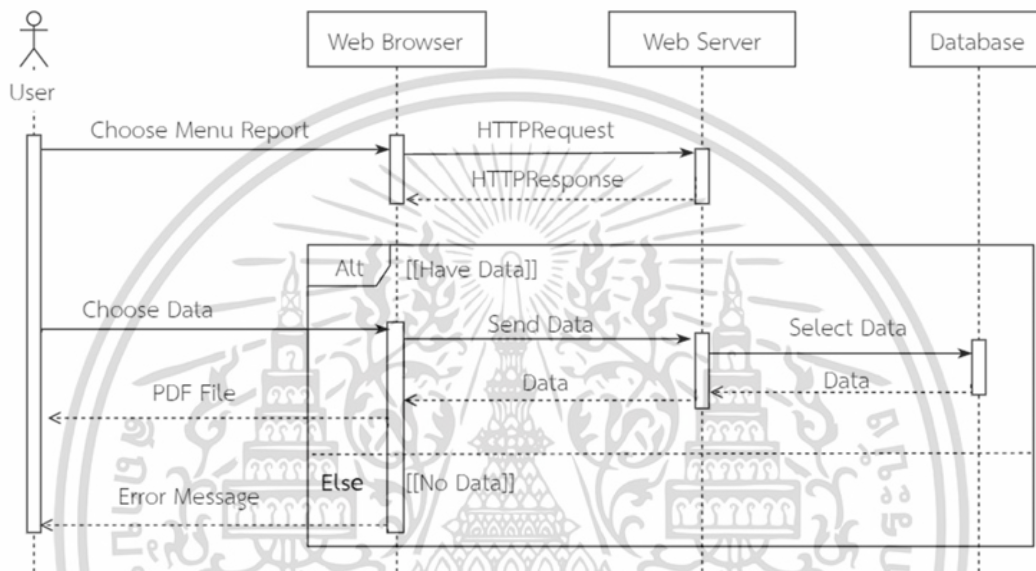 Web Browser
Web Server
Database
User
Choose Menu Report
HTTPRequest
HTTPResponse
Alt
[[Have Data]]
Choose Data
Send Data
Select Data
Data
Data
PDF File
Else
[[No Data]]
Error Message